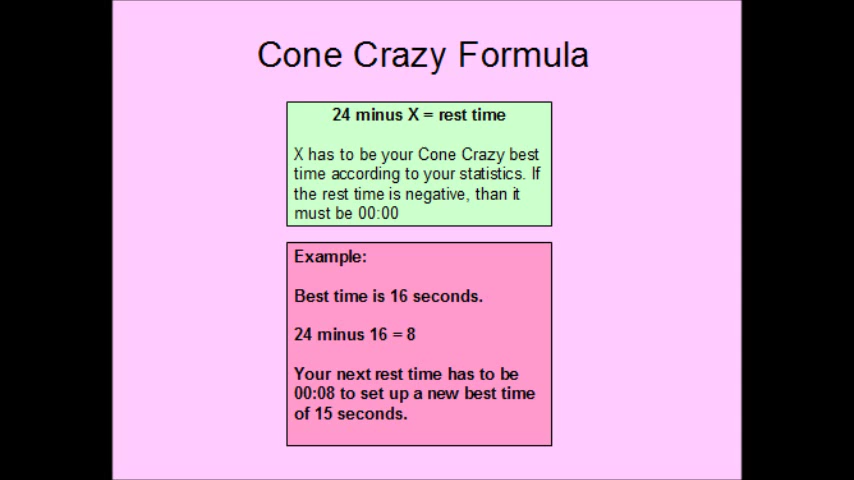 Cone Crazy Formula
24 minus X = rest time
X has to be your Cone Crazy best
time according to your statistics. If
the rest time is negative, than it
must be 00:00
Example:
Best time is 16 seconds.
24 minus 16 = 8
Your next rest time has to be
00:08 to set up a new best time
of 15 seconds.